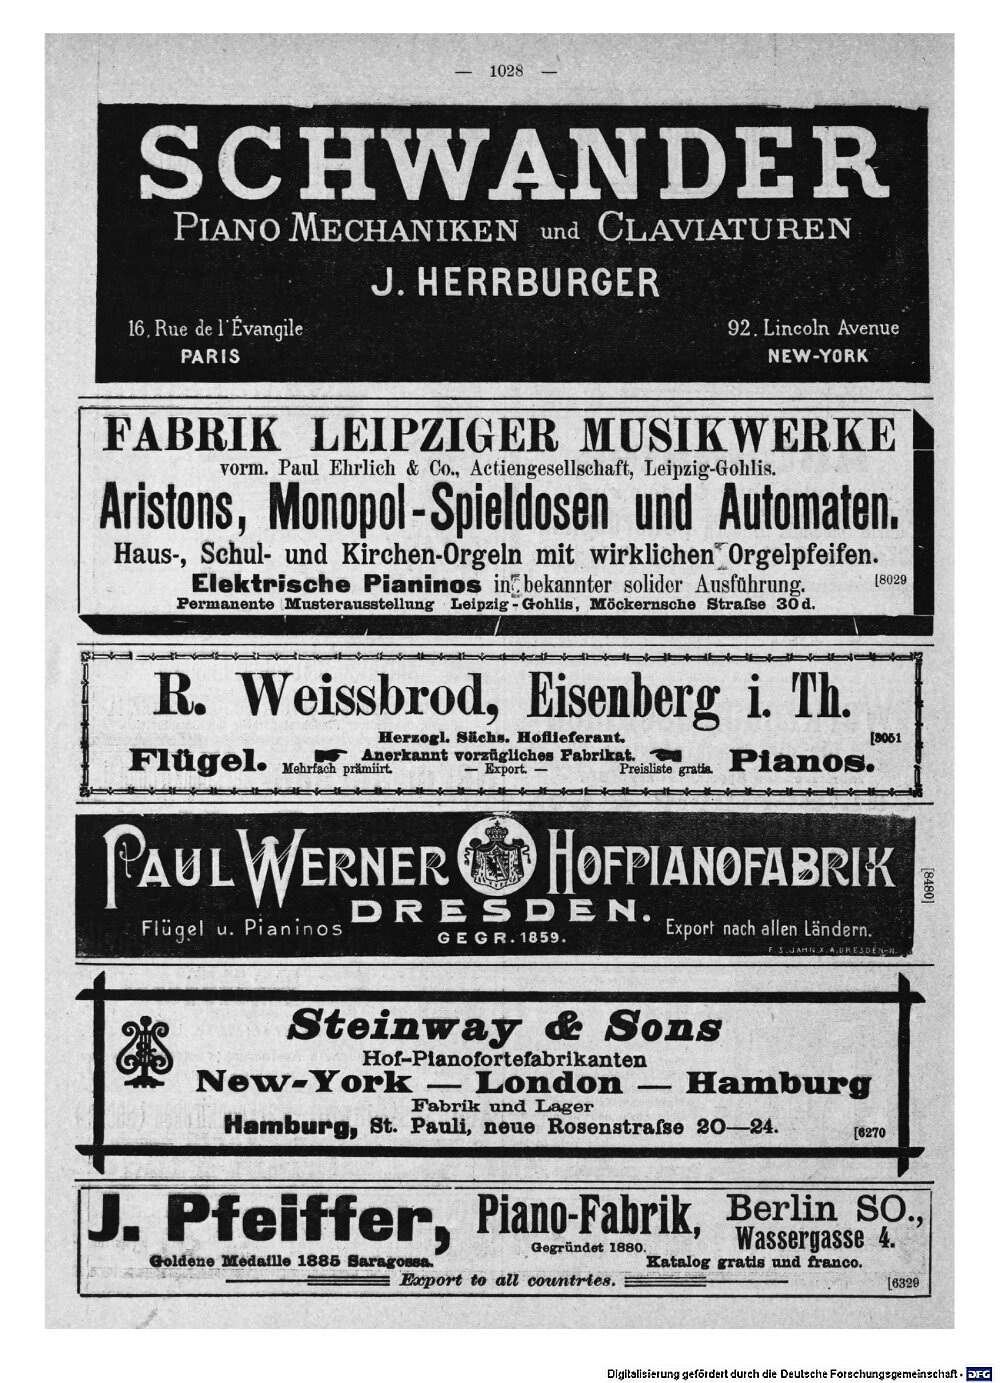 — 1028 —
SCHWANDER
PIANO MECHANIKEN und CLAVIATUREN
J. HERRBURGER
16, Rue de l'Évangile
PARIS
92, Lincoln Avenue
NEW-YORK
FABRIK LEIPZIGER MUSIKWERKE
vorm. Paul Ehrlich & Co., Actiengesellschaft, Leipzig-Gohlis.
Aristons, Monopol-Spieldosen und Automaten.
Haus-, Schul- und Kirchen-Orgeln mit wirklichen Orgelpfeifen.
Elektrische Pianinos in bekannter solider Ausführung. [8029
Permanente Musterausstellung Leipzig-Gohlis, Möckernsche Straſse 30d.
R. Weissbrod, Eisenberg i. Th.
Herzogl. Sächs. Hoflieferant. [8051
Flügel. Anerkannt vorzügliches Fabrikat. Pianos.
Mehrfach prämiirt. — Export. — Preisliste gratis.
PAUL WERNER HOFPIANOFABRIK
DRESDEN.
Flügel u. Pianinos
GEGR. 1859.
Export nach allen Ländern.
F. S. JAHN. X. A. DRESDEN-N.
[8480]
Steinway & Sons
Hof-Pianofortefabrikanten
New-York — London — Hamburg
Fabrik und Lager
Hamburg, St. Pauli, neue Rosenstraſse 20—24. [6270
J. Pfeiffer, Piano-Fabrik, Berlin SO.,
Wassergasse 4.
Gegründet 1880.
Goldene Medaille 1885 Saragossa.
Katalog gratis und franco.
Export to all countries. [6329
Digitalisierung gefördert durch die Deutsche Forschungsgemeinschaft - DFG